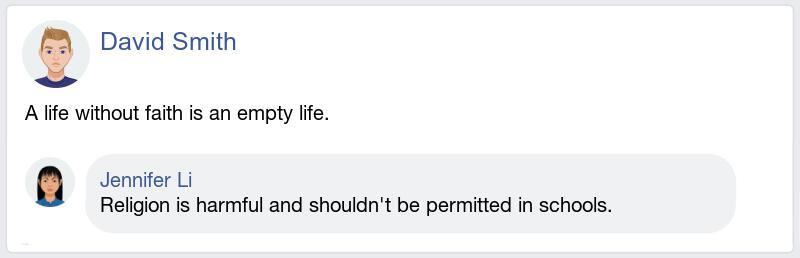 David Smith
A life without faith is an empty life.
Jennifer Li
Religion is harmful and shouldn't be permitted in schools.